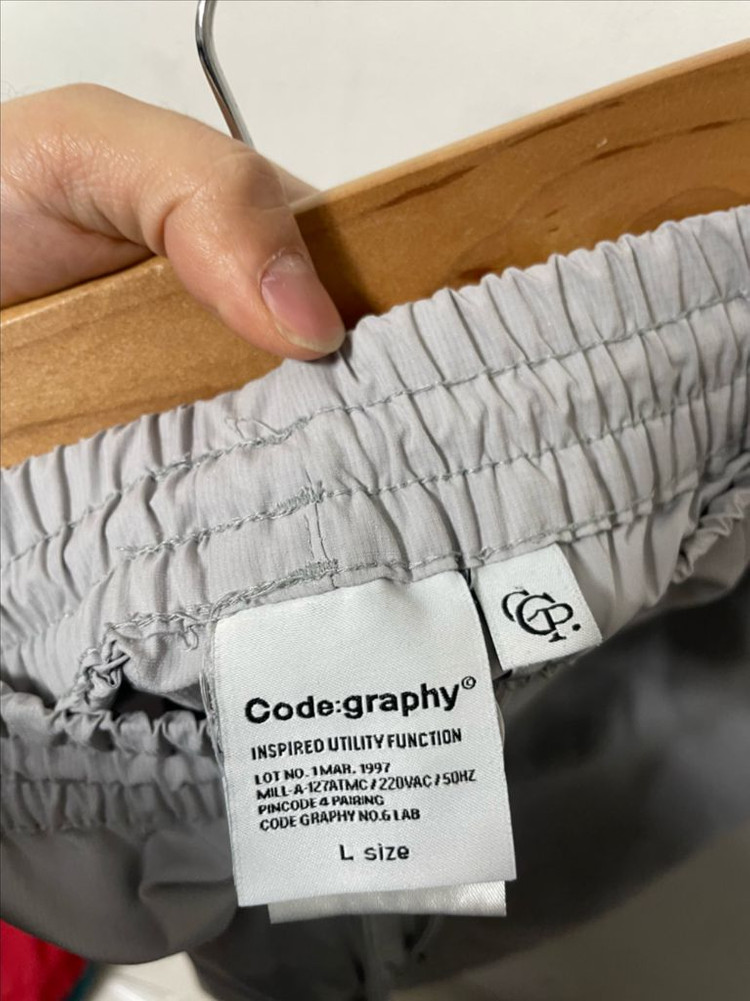 Code:graphy©
INSPIRED UTILITY FUNCTION
LOT NO. 1 MAR. 1997
MILL-A-127ATMC / 220VAC / 50HZ
PINCODE 4 PAIRING
CODE GRAPHY NO.6 LAB
L size
CGP.